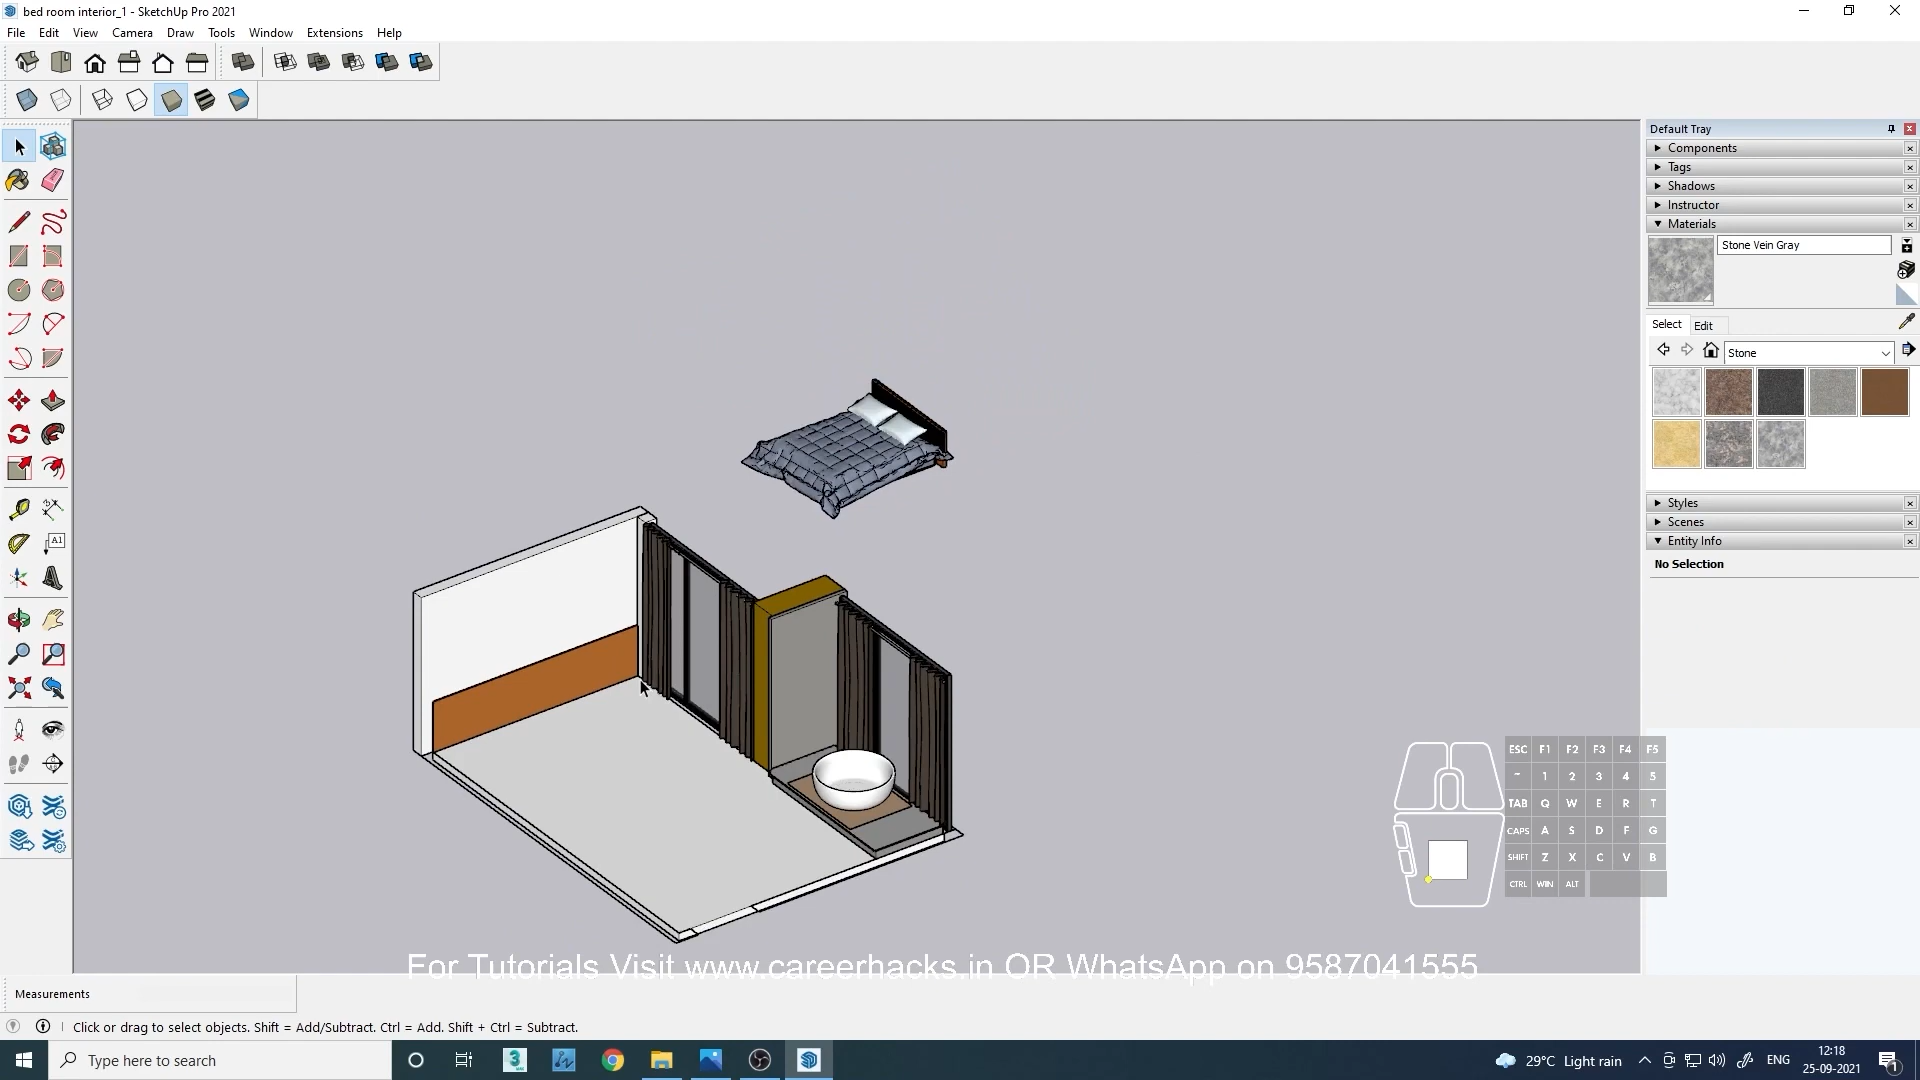 bed room interior_1 - SketchUp Pro 2021
File Edit View Camera Draw Tools Window Extensions Help
Default Tray
Components
Tags
Shadows
Instructor
Materials
Stone Vein Gray
Select Edit
Stone
Styles
Scenes
Entity Info
No Selection
A1
ESC F1 F2 F3 F4 F5
~ 1 2 3 4 5
TAB Q W E R T
CAPS A S D F G
SHIFT Z X C V B
CTRL WIN ALT
For Tutorials Visit www.careerhacks.in OR WhatsApp on 9587041555
Measurements
Click or drag to select objects. Shift = Add/Subtract. Ctrl = Add. Shift + Ctrl = Subtract.
Type here to search
29°C Light rain
ENG
12:18
25-09-2021
1